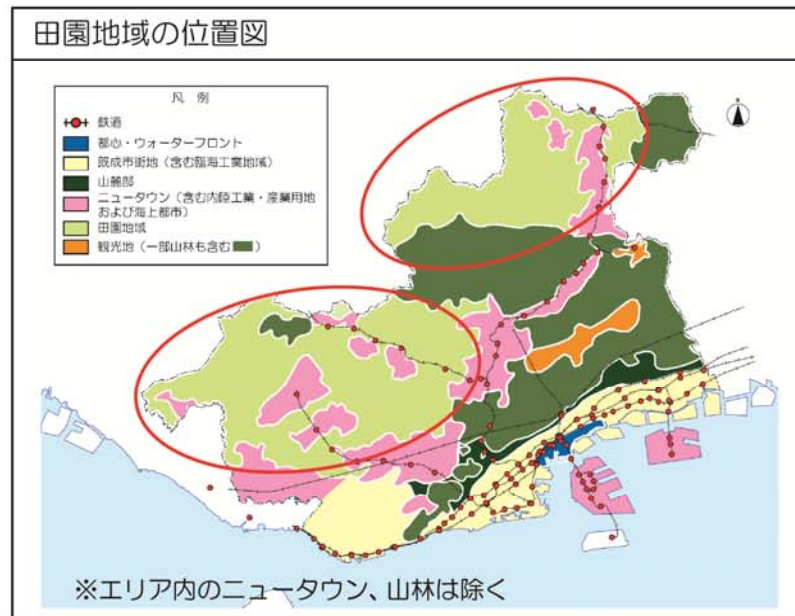 田園地域の位置図
凡 例
鉄道
都心・ウォーターフロント
既成市街地（含む臨海工業地域）
山麓部
ニュータウン（含む内陸工業・産業用地
および海上都市）
田園地域
観光地（一部山林も含む　）
※エリア内のニュータウン、山林は除く